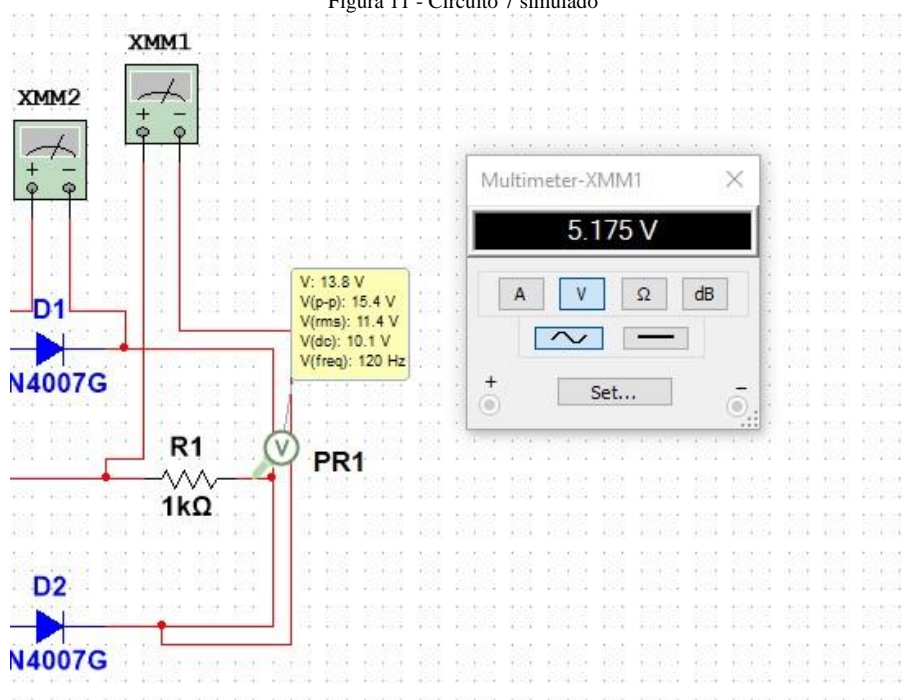 Figura 11 - Circuito 7 simulado
XMM1
XMM2
+ −
+ −
Multimeter-XMM1
5.175 V
A V Ω dB
+ Set... −
V: 13.8 V
V(p-p): 15.4 V
V(rms): 11.4 V
V(dc): 10.1 V
V(freq): 120 Hz
D1
N4007G
R1
1kΩ
V
PR1
D2
N4007G